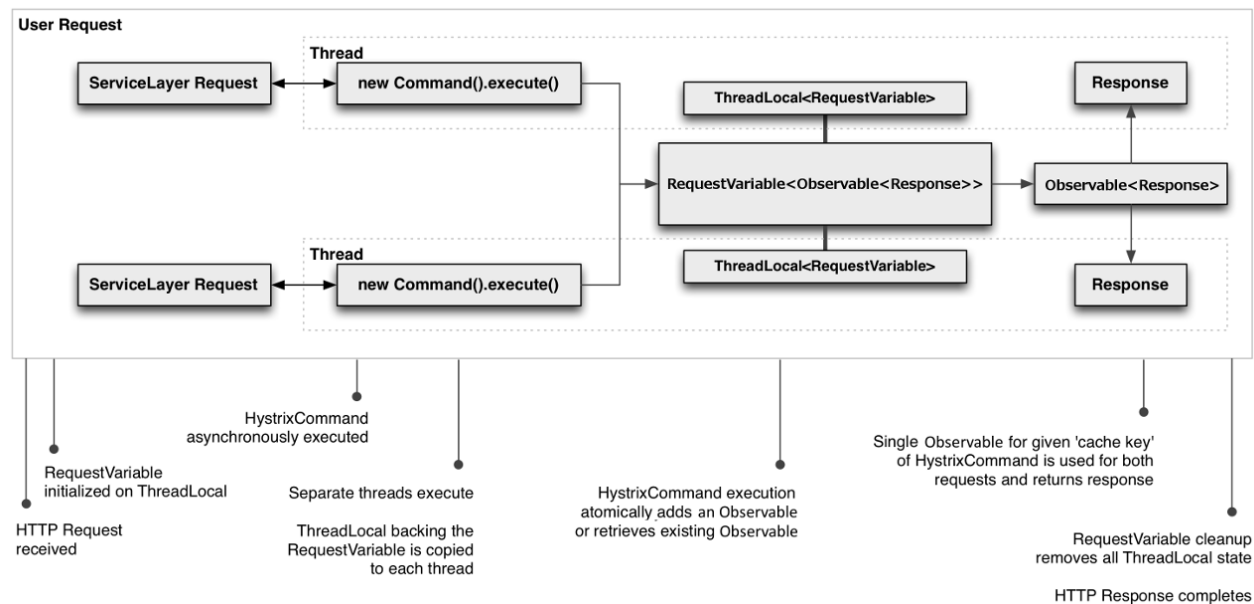 User Request
Thread
ServiceLayer Request
new Command().execute()
ThreadLocal<RequestVariable>
Response
RequestVariable<Observable<Response>>
Observable<Response>
Thread
ServiceLayer Request
new Command().execute()
ThreadLocal<RequestVariable>
Response
HTTP Request
received
RequestVariable
initialized on ThreadLocal
HystrixCommand
asynchronously executed
Separate threads execute
ThreadLocal backing the
RequestVariable is copied
to each thread
HystrixCommand execution
atomically adds an Observable
or retrieves existing Observable
Single Observable for given 'cache key'
of HystrixCommand is used for both
requests and returns response
RequestVariable cleanup
removes all ThreadLocal state
HTTP Response completes